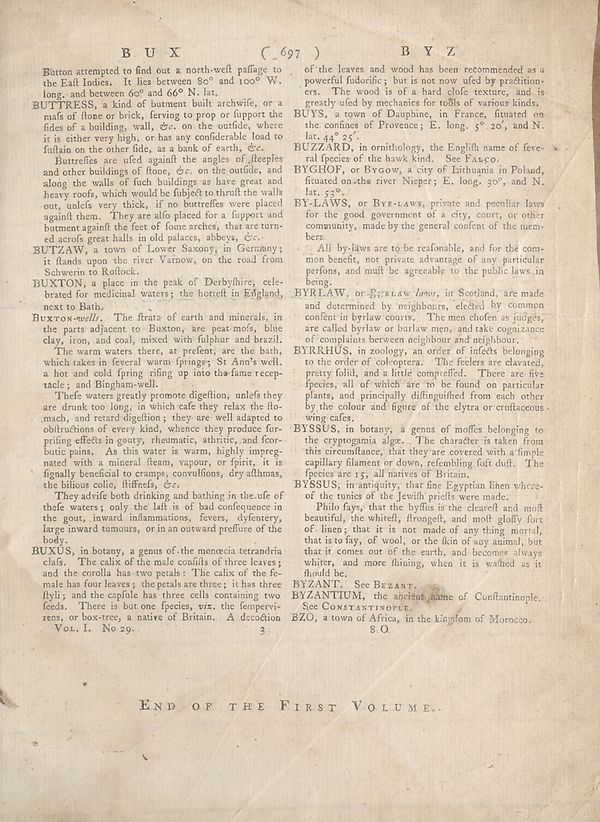 B U X ( 697 ) B Y Z
Button attempted to find out a north-weſt paſſage to
the Eaſt Indies. It lies between 80° and 100° W.
long. and between 60° and 66° N. lat.
BUTTRESS, a kind of butment built archwiſe, or a
maſs of ſtone or brick, ſerving to prop or ſupport the
ſides of a building, wall, &c. on the outſide, where
it is either very high, or has any conſiderable load to
ſuſtain on the other ſide, as a bank of earth, &c.
Buttreſſes are uſed againſt the angles of ſteeples
and other buildings of ſtone, &c. on the outſide, and
along the walls of ſuch buildings as have great and
heavy roofs, which would be ſubject to thruſt the walls
out, unleſs very thick, if no buttreſſes were placed
againſt them. They are alſo placed for a ſupport and
butment againſt the feet of ſome arches, that are turn-
ed acroſs great halls in old palaces, abbeys, &c.
BUTZAW, a town of Lower Saxony, in Germany;
it ſtands upon the river Varnow, on the road from
Schwerin to Roſtock.
BUXTON, a place in the peak of Derbyſhire, cele-
brated for medicinal waters; the hotteſt in England,
next to Bath.
BUXTON-wells. The ſtrata of earth and minerals, in
the parts adjacent to Buxton, are peat-moſs, blue
clay, iron, and coal, mixed with ſulphur and brazil.
The warm waters there, at preſent, are the bath,
which takes in ſeveral warm ſprings; St Ann's well,
a hot and cold ſpring riſing up into the ſame recep-
tacle; and Bingham-well.
Theſe waters greatly promote digeſtion, unleſs they
are drunk too long, in which caſe they relax the ſto-
mach, and retard digeſtion; they are well adapted to
obſtructions of every kind, whence they produce ſur-
priſing effects in gouty, rheumatic, athritic, and ſcor-
butic pains. As this water is warm, highly impreg-
nated with a mineral ſteam, vapour, or ſpirit, it is
ſignally beneficial to cramps, convulſions, dry aſthmas,
the bilious colic, ſtiffneſs, &c.
They adviſe both drinking and bathing in the uſe of
theſe waters; only the laſt is of bad conſequence in
the gout, inward inflammations, fevers, dyſentery,
large inward tumours, or in an outward preſſure of the
body.
BUXUS, in botany, a genus of the monœcia tetrandria
claſs. The calix of the male conſiſts of three leaves;
and the corolla has two petals: The calix of the fe-
male has four leaves; the petals are three; it has three
ſtyli; and the capſule has three cells containing two
ſeeds. There is but one ſpecies, viz. the ſempervi-
rens, or box-tree, a native of Britain. A decoction
VOL. I. No 29. 3
of the leaves and wood has been recommended as a
powerful ſudorific; but is not now uſed by practition-
ers. The wood is of a hard cloſe texture, and is
greatly uſed by mechanics for tools of various kinds.
BUYS, a town of Dauphine, in France, ſituated on
the confines of Provence; E. long. 5° 20', and N.
lat. 44° 25'.
BUZZARD, in ornithology, the Engliſh name of ſeve-
ral ſpecies of the hawk kind. See FALCO.
BYGHOF, or BYGOW, a city of Lithuania in Poland,
ſituated on the river Nieper; E. long. 30°, and N.
lat. 53°.
BY-LAWS, or BYE-LAWS, private and peculiar laws
for the good government of a city, court, or other
community, made by the general conſent of the mem-
bers.
All by-laws are to be reaſonable, and for the com-
mon benefit, not private advantage of any particular
perſons, and muſt be agreeable to the public laws in
being.
BYRLAW, or BURLAW laws, in Scotland, are made
and determined by neighbours, elected by common
conſent in byrlaw courts. The men choſen as judges,
are called byrlaw or burlaw men, and take cognizance
of complaints between neighbour and neighbour.
BYRRHUS, in zoology, an order of inſects belonging
to the order of coleoptera. The feelers are clavated,
pretty ſolid, and a little compreſſed. There are five
ſpecies, all of which are to be found on particular
plants, and principally diſtinguiſhed from each other
by the colour and figure of the elytra or cruſtaceous
wing-caſes.
BYSSUS, in botany, a genus of moſſes belonging to
the cryptogamia algæ. The character is taken from
this circumſtance, that they are covered with a ſimple
capillary filament or down, reſembling ſoft duſt. The
ſpecies are 15, all natives of Britain.
BYSSUS, in antiquity, that fine Egyptian linen where-
of the tunics of the Jewiſh prieſts were made.
Philo ſays, that the byſſus is the cleareſt and moſt
beautiful, the whiteſt, ſtrongeſt, and moſt gloſſy ſort
of linen; that it is not made of any thing mortal,
that is to ſay, of wool, or the ſkin of any animal, but
that it comes out of the earth, and becomes always
whiter, and more ſhining, when it is waſhed as it
ſhould be.
BYZANT. See BEZANT.
BYZANTIUM, the ancient name of Conſtantinople.
See CONSTANTINOPLE.
BZO, a town of Africa, in the kingdom of Morocco.
8 O
END OF THE FIRST VOLUME.